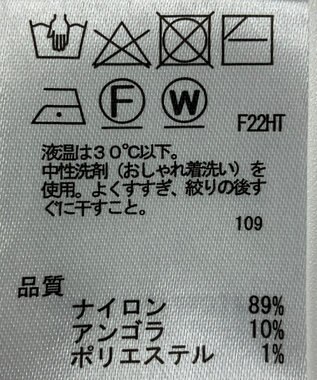 F W
F22HT
液温は30℃以下。
中性洗剤（おしゃれ着洗い）を
使用。よくすすぎ、絞りの後す
ぐに干すこと。
109
品質
ナイロン 89%
アンゴラ 10%
ポリエステル 1%